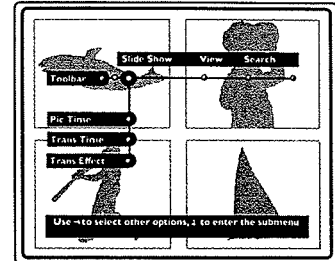 Slide Show View Search
Toolbar
Pic Time
Trans Time
Trans Effect
Use → to select other options, ↓ to enter the submenu